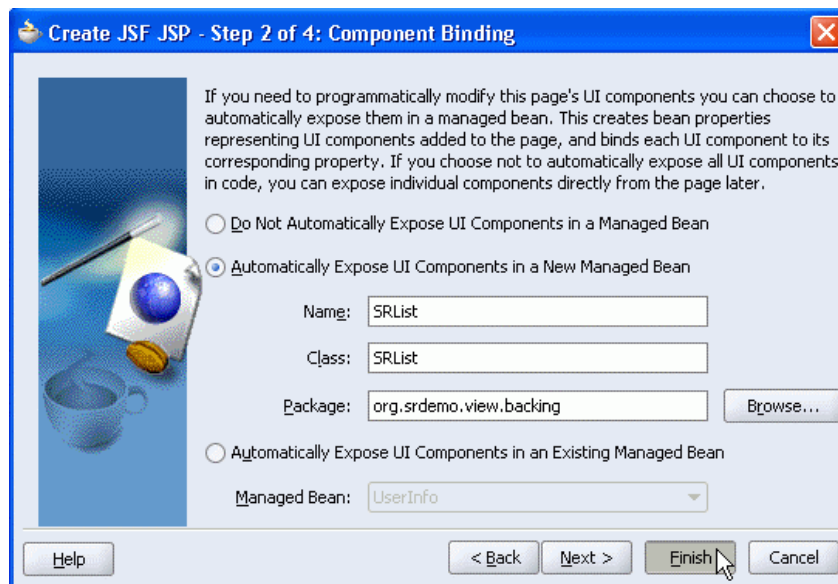 Create JSF JSP - Step 2 of 4: Component Binding
If you need to programmatically modify this page's UI components you can choose to
automatically expose them in a managed bean. This creates bean properties
representing UI components added to the page, and binds each UI component to its
corresponding property. If you choose not to automatically expose all UI components
in code, you can expose individual components directly from the page later.
Do Not Automatically Expose UI Components in a Managed Bean
Automatically Expose UI Components in a New Managed Bean
Name: SRList
Class: SRList
Package: org.srdemo.view.backing Browse...
Automatically Expose UI Components in an Existing Managed Bean
Managed Bean: UserInfo
Help < Back Next > Finish Cancel